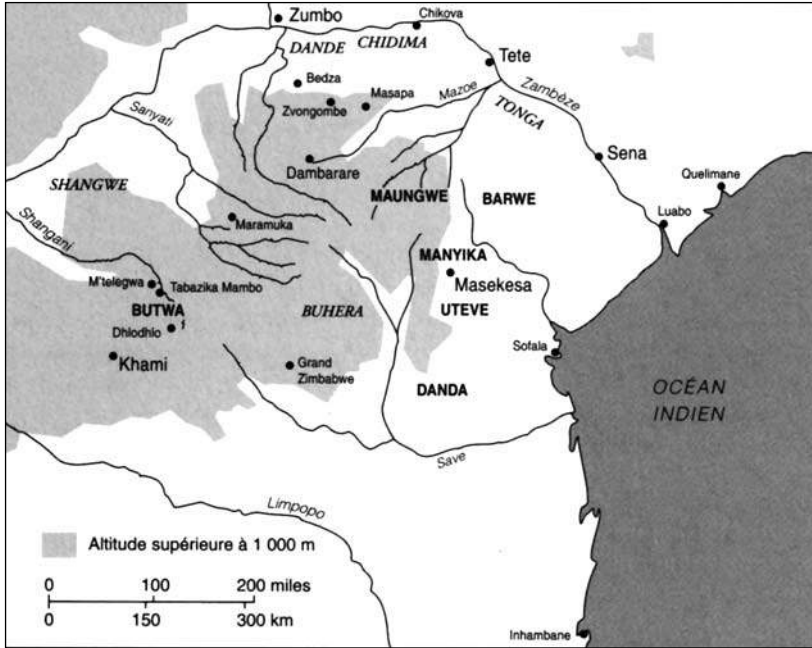 Zumbo
Chikova
DANDE
CHIDIMA
Tete
Bedza
Masapa
Zvongombe
Mazoe
Zambèze
Sanyati
TONGA
Dambarare
Sena
SHANGWE
MAUNGWE
BARWE
Quelimane
Maramuka
Luabo
Shangani
MANYIKA
M'telegwa
Tabazika Mambo
Masekesa
BUTWA
BUHERA
UTEVE
Dhlodhlo
Sofala
Khami
Grand
Zimbabwe
DANDA
OCÉAN
INDIEN
Save
Limpopo
Altitude supérieure à 1 000 m
0 100 200 miles
0 150 300 km
Inhambane